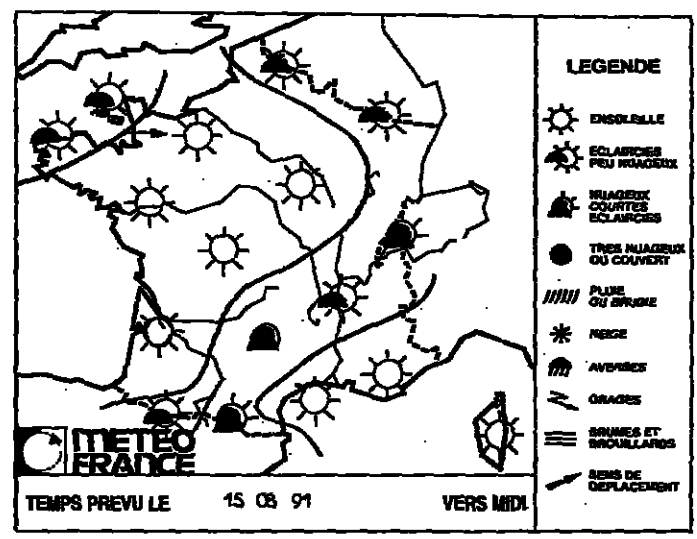 LEGENDE
ENSOLEILLE
ECLAIRCIES
PEU NUAGEUX
NUAGEUX
COURTES
ECLAIRCIES
TRES NUAGEUX
OU COUVERT
PLUIE
OU BRUINE
NEIGE
AVERSES
ORAGES
BRUMES ET
BROUILLARDS
SENS DE
DEPLACEMENT
METEO
FRANCE
TEMPS PREVU LE 15 08 91 VERS MIDI